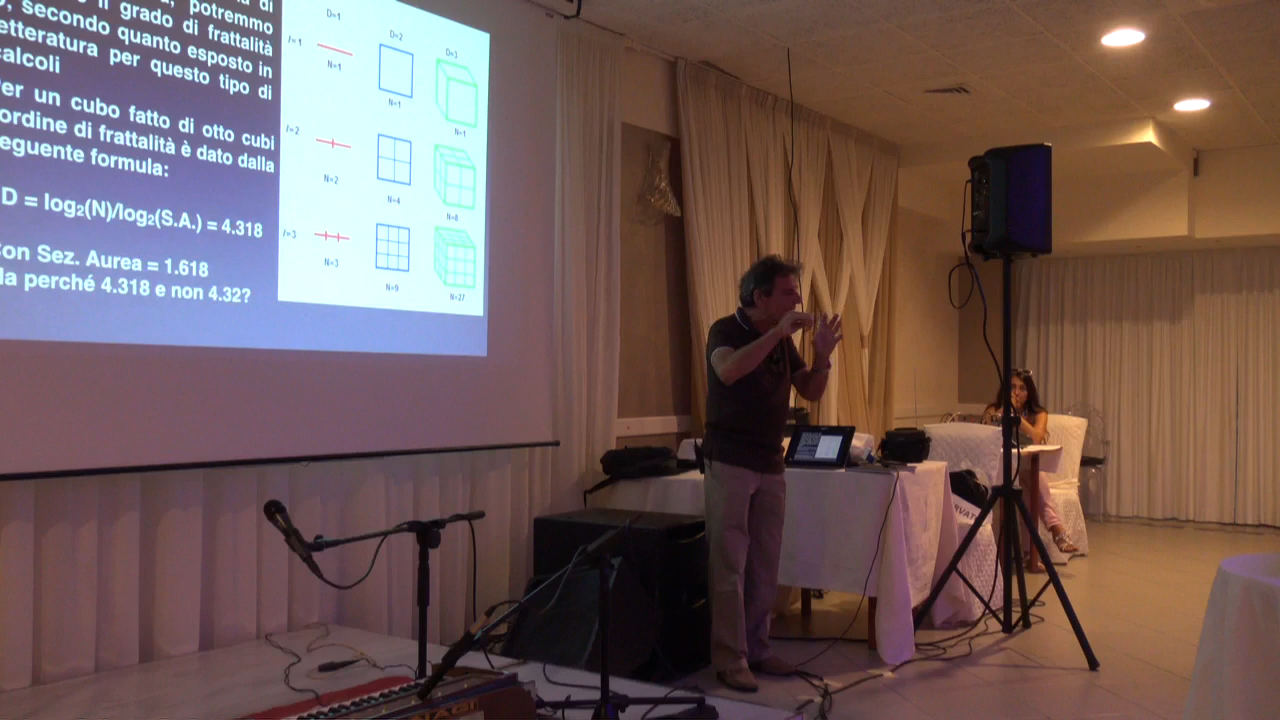 di
potremmo
il grado di frattalità
secondo quanto esposto in
etteratura per questo tipo di
calcoli
er un cubo fatto di otto cubi
ordine di frattalità è dato dalla
eguente formula:
D = log₂(N)/log₂(S.A.) = 4.318
on Sez. Aurea = 1.618
Ma perché 4.318 e non 4.32?
D=1
D=2
D=3
l=1
N=1
N=1
N=1
l=2
N=2
N=4
N=8
l=3
N=3
N=9
N=27
RVAT